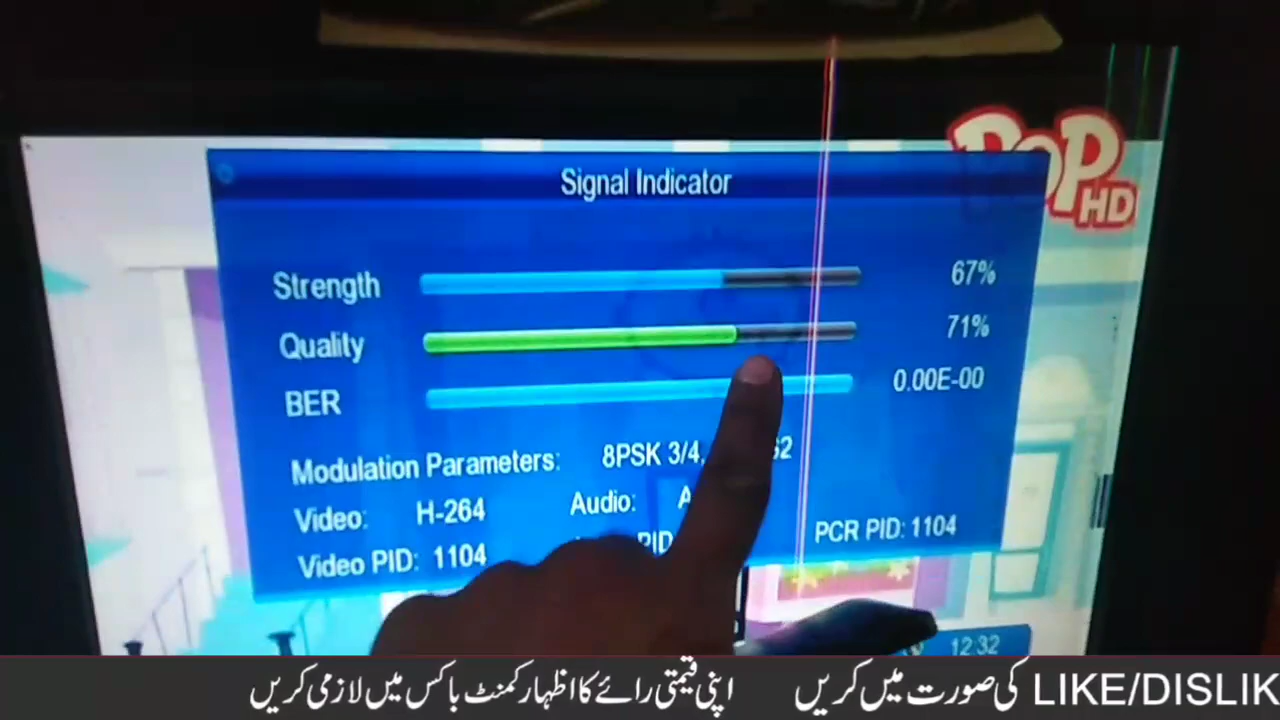 POP HD
Signal Indicator
Strength 67%
Quality 71%
BER 0.00E-00
Modulation Parameters: 8PSK 3/4, 62
Video: H-264 Audio: A
Video PID: 1104 PID PCR PID: 1104
12:32
اپنی قیمتی رائے کا اظہار کمنٹ باکس میں لازمی کریں کی صورت میں کریں LIKE/DISLIK